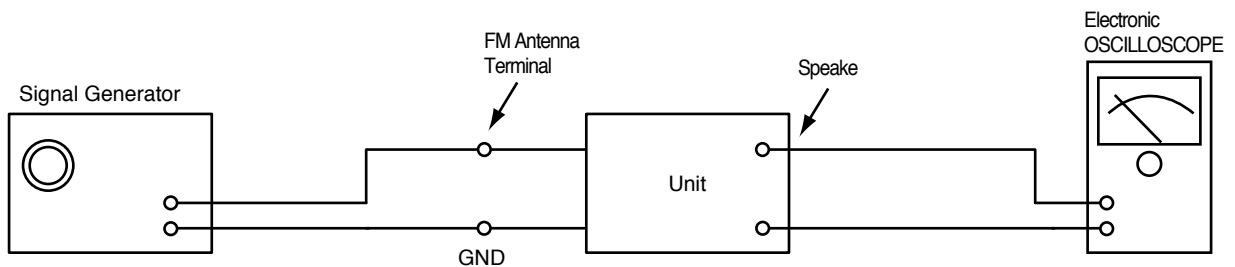 Electronic
OSCILLOSCOPE
FM Antenna
Terminal
Speake
Signal Generator
Unit
GND